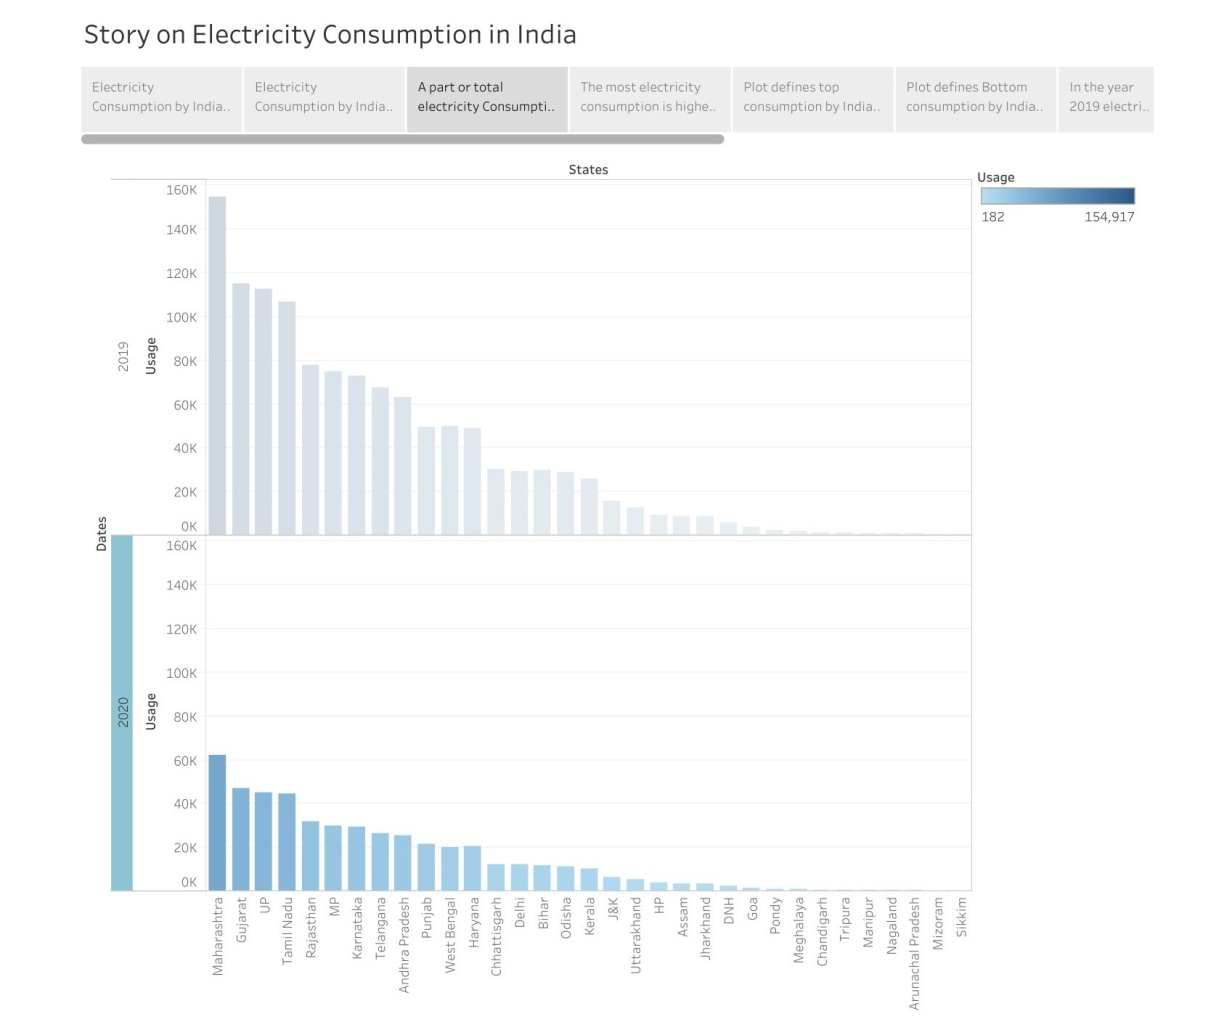 Story on Electricity Consumption in India
Electricity
Consumption by India..
Electricity
Consumption by India..
A part or total
electricity Consumpti..
The most electricity
consumption is highe..
Plot defines top
consumption by India..
Plot defines Bottom
consumption by India..
In the year
2019 electri..
States
Usage
182
154,917
Dates
2019
Usage
160K
140K
120K
100K
80K
60K
40K
20K
0K
2020
Usage
160K
140K
120K
100K
80K
60K
40K
20K
0K
Maharashtra
Gujarat
UP
Tamil Nadu
Rajasthan
MP
Karnataka
Telangana
Andhra Pradesh
Punjab
West Bengal
Haryana
Chhattisgarh
Delhi
Bihar
Odisha
Kerala
J&K
Uttarakhand
HP
Assam
Jharkhand
DNH
Goa
Pondy
Meghalaya
Chandigarh
Tripura
Manipur
Nagaland
Arunachal Pradesh
Mizoram
Sikkim